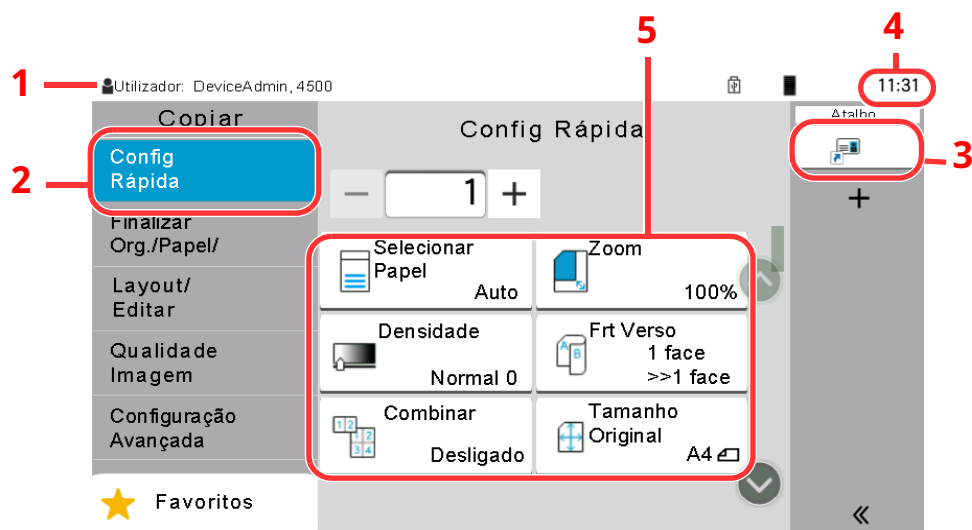 5
4
1
Utilizador: DeviceAdmin, 4500
11:31
Copiar
Config Rápida
Atalho
2
Config
Rápida
3
1
+
Finalizar
Org./Papel/
Layout/
Editar
Qualidade
Imagem
Configuração
Avançada
Favoritos
Selecionar
Papel
Auto
Zoom
100%
Densidade
Normal 0
Frt Verso
1 face
>>1 face
Combinar
Desligado
Tamanho
Original
A4